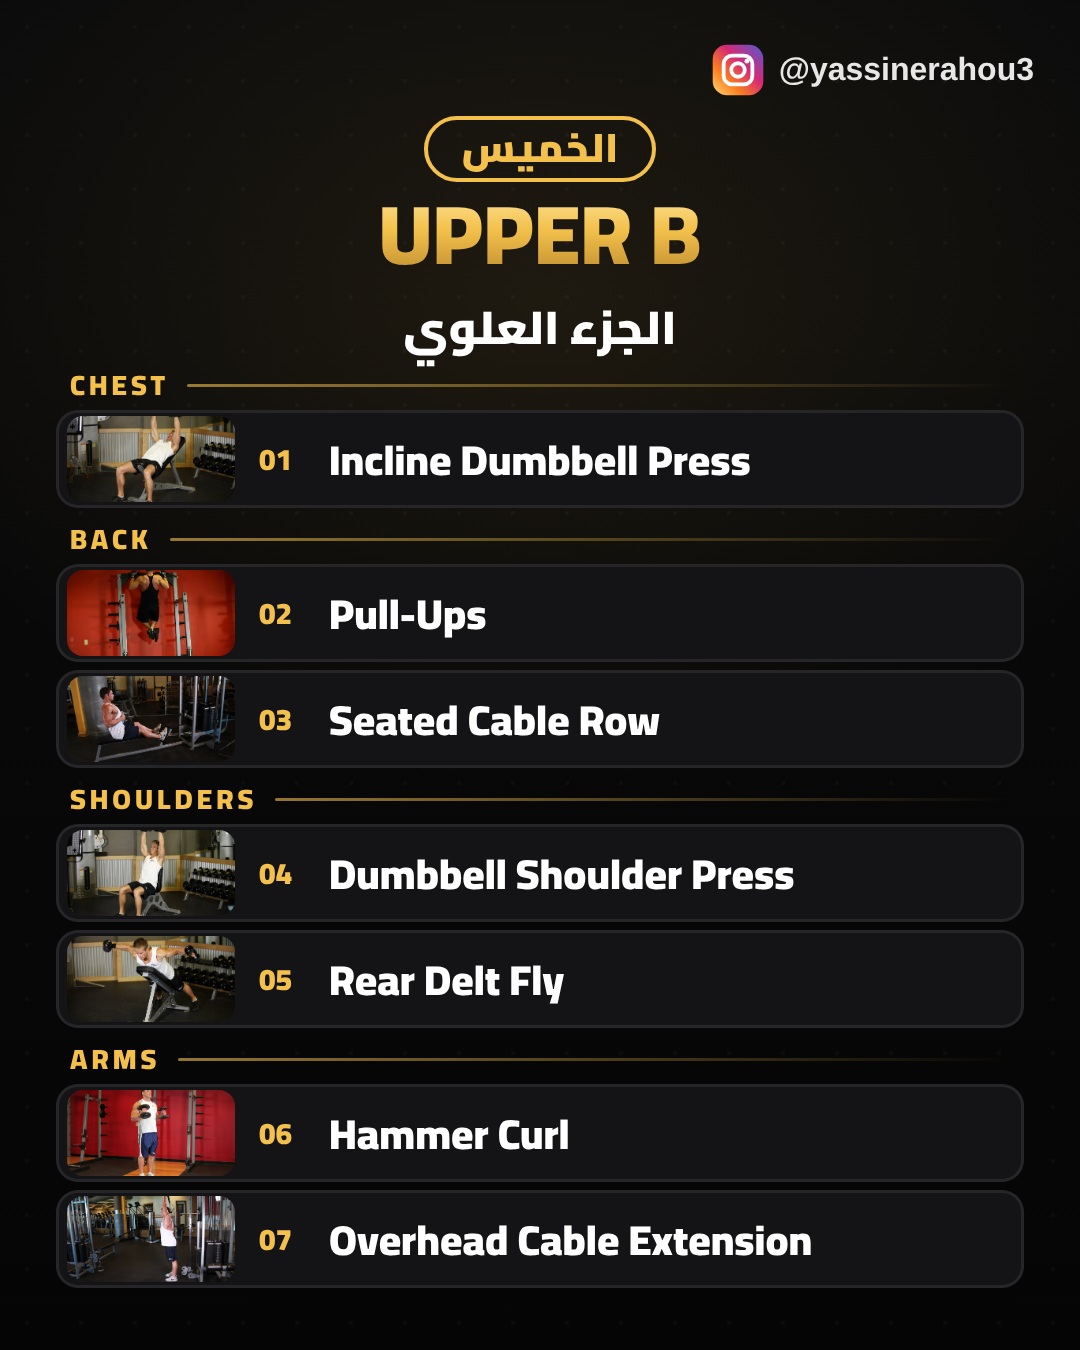 @yassinerahou3
الخميس
UPPER B
الجزء العلوي
CHEST
01 Incline Dumbbell Press
BACK
02 Pull-Ups
03 Seated Cable Row
SHOULDERS
04 Dumbbell Shoulder Press
05 Rear Delt Fly
ARMS
06 Hammer Curl
07 Overhead Cable Extension